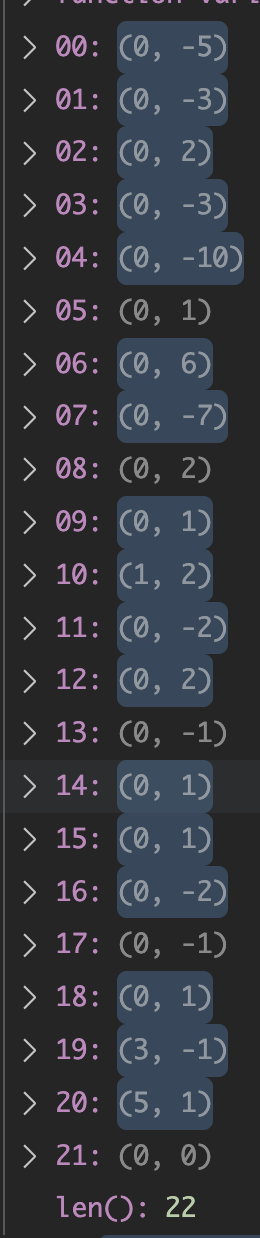 00: (0, -5)
01: (0, -3)
02: (0, 2)
03: (0, -3)
04: (0, -10)
05: (0, 1)
06: (0, 6)
07: (0, -7)
08: (0, 2)
09: (0, 1)
10: (1, 2)
11: (0, -2)
12: (0, 2)
13: (0, -1)
14: (0, 1)
15: (0, 1)
16: (0, -2)
17: (0, -1)
18: (0, 1)
19: (3, -1)
20: (5, 1)
21: (0, 0)
len(): 22